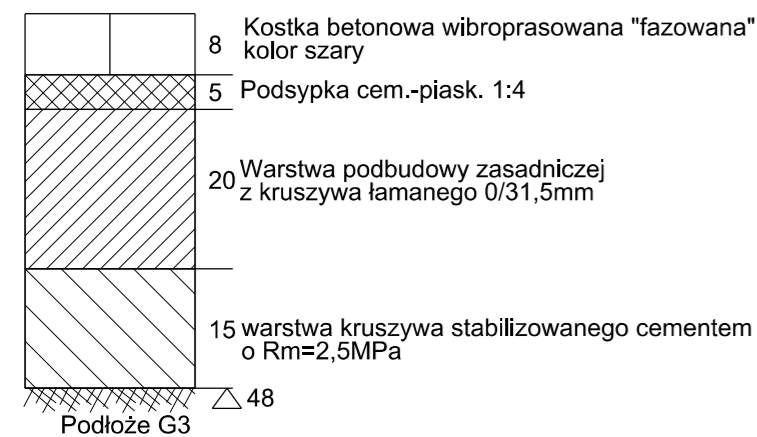 8 Kostka betonowa wibroprasowana "fazowana"
kolor szary
5 Podsypka cem.-piask. 1:4
20 Warstwa podbudowy zasadniczej
z kruszywa łamanego 0/31,5mm
15 warstwa kruszywa stabilizowanego cementem
o Rm=2,5MPa
48
Podłoże G3